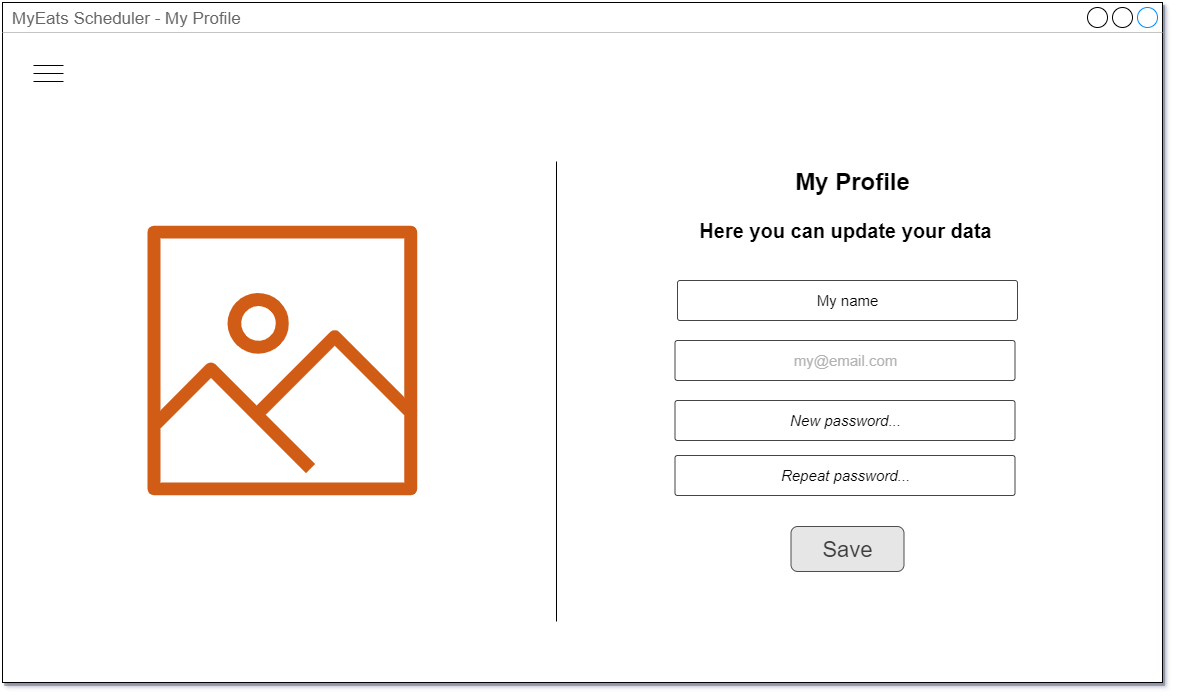 MyEats Scheduler - My Profile
My Profile
Here you can update your data
My name
my@email.com
New password...
Repeat password...
Save